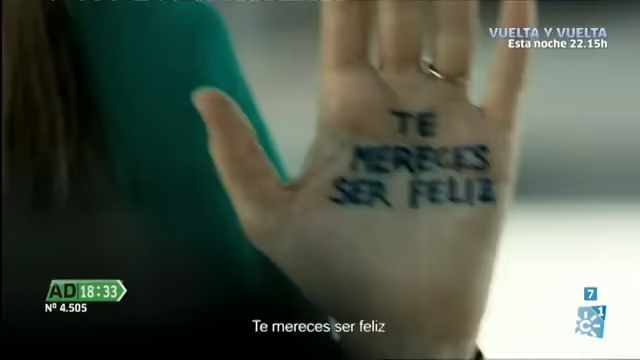 VUELTA Y VUELTA
Esta noche 22.15h
TE
MERECES
SER FELIZ
AD 18:33
Nº 4.505
Te mereces ser feliz
7
1